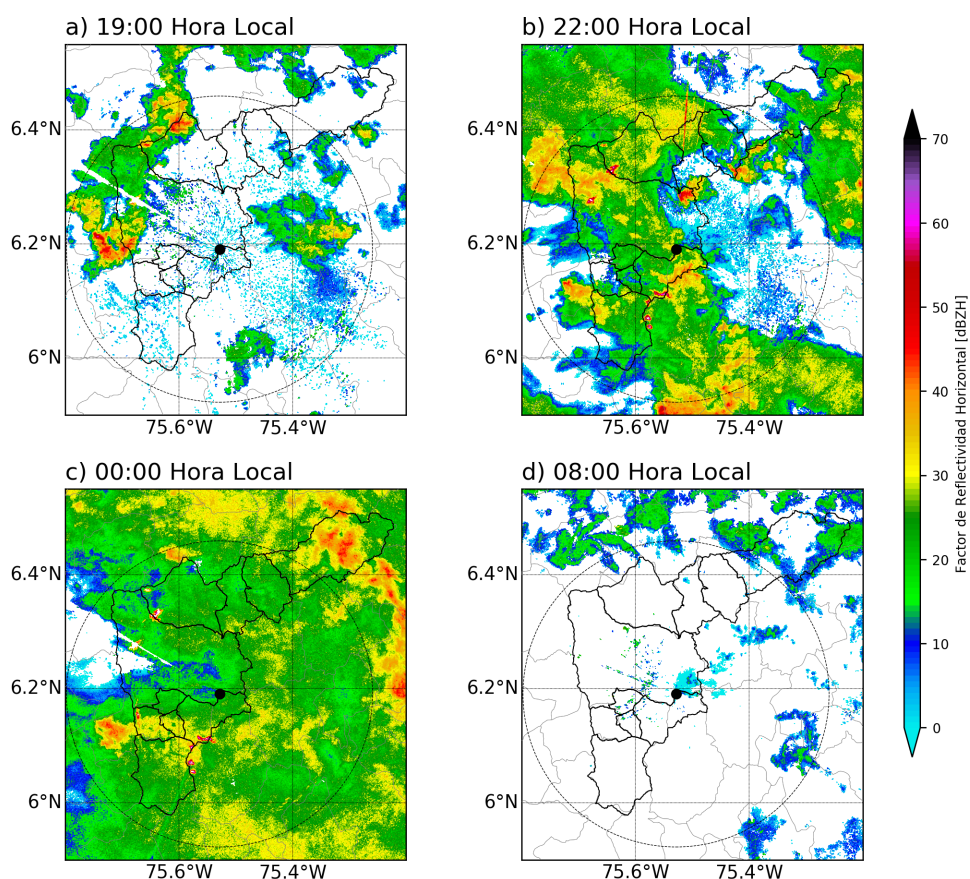 a) 19:00 Hora Local
b) 22:00 Hora Local
6.4°N
6.2°N
6°N
75.6°W
75.4°W
6.4°N
6.2°N
6°N
75.6°W
75.4°W
c) 00:00 Hora Local
d) 08:00 Hora Local
6.4°N
6.2°N
6°N
75.6°W
75.4°W
6.4°N
6.2°N
6°N
75.6°W
75.4°W
70
60
50
40
30
20
10
0
Factor de Reflectividad Horizontal [dBZH]